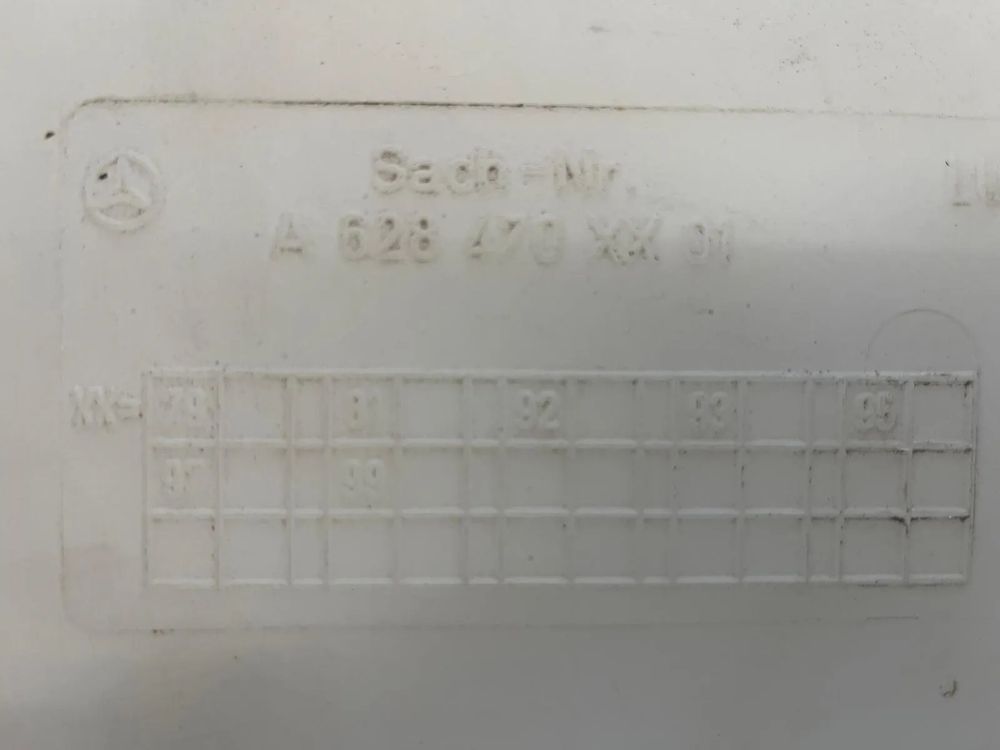 Sach-Nr.
A 628 470 XX 01
XX= 79 81 92 93 95
97 99